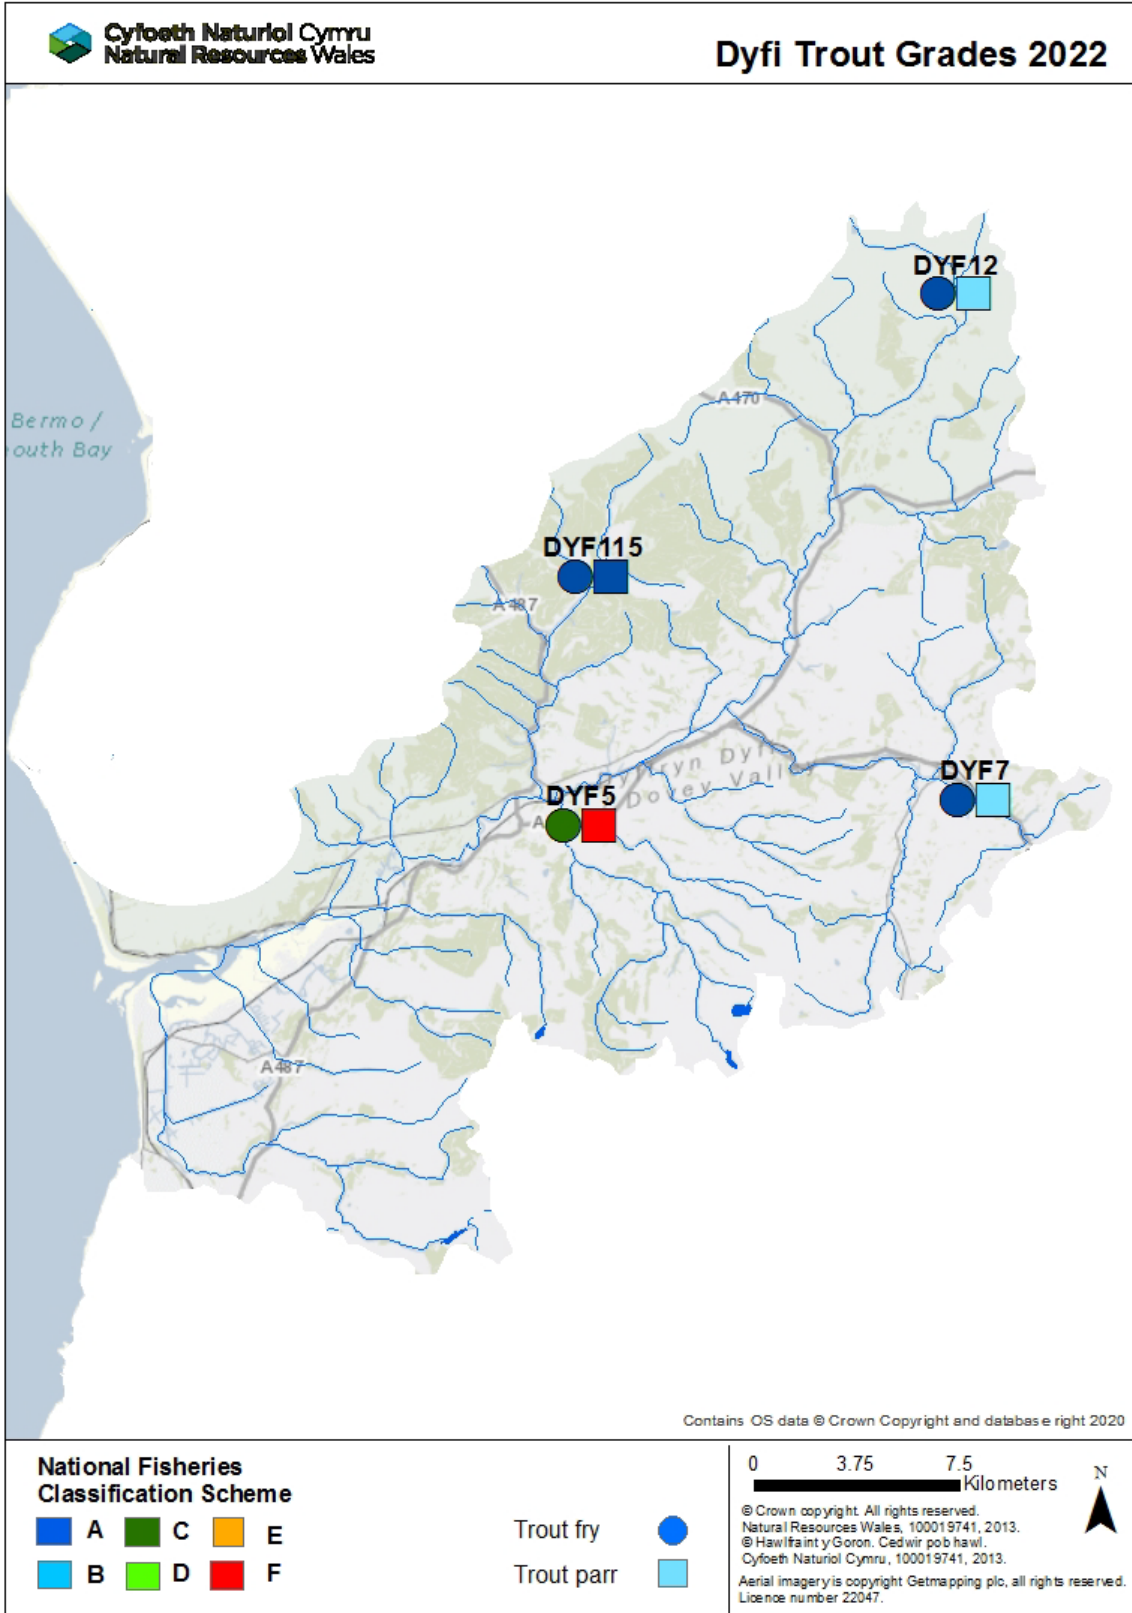 Cyfoeth Naturiol Cymru
Natural Resources Wales
Dyfi Trout Grades 2022
DYF12
A470
Bermo /
outh Bay
DYF115
A487
Dyffryn Dyfi
Dovey Valley
DYF7
DYF5
A
A487
Contains OS data © Crown Copyright and database right 2020
National Fisheries
Classification Scheme
A C E
B D F
Trout fry
Trout parr
0 3.75 7.5
Kilometers
N
© Crown copyright. All rights reserved.
Natural Resources Wales, 100019741, 2013.
© Hawlfraint y Goron. Cedwir pob hawl.
Cyfoeth Naturiol Cymru, 100019741, 2013.
Aerial imagery is copyright Getmapping plc, all rights reserved.
Licence number 22047.